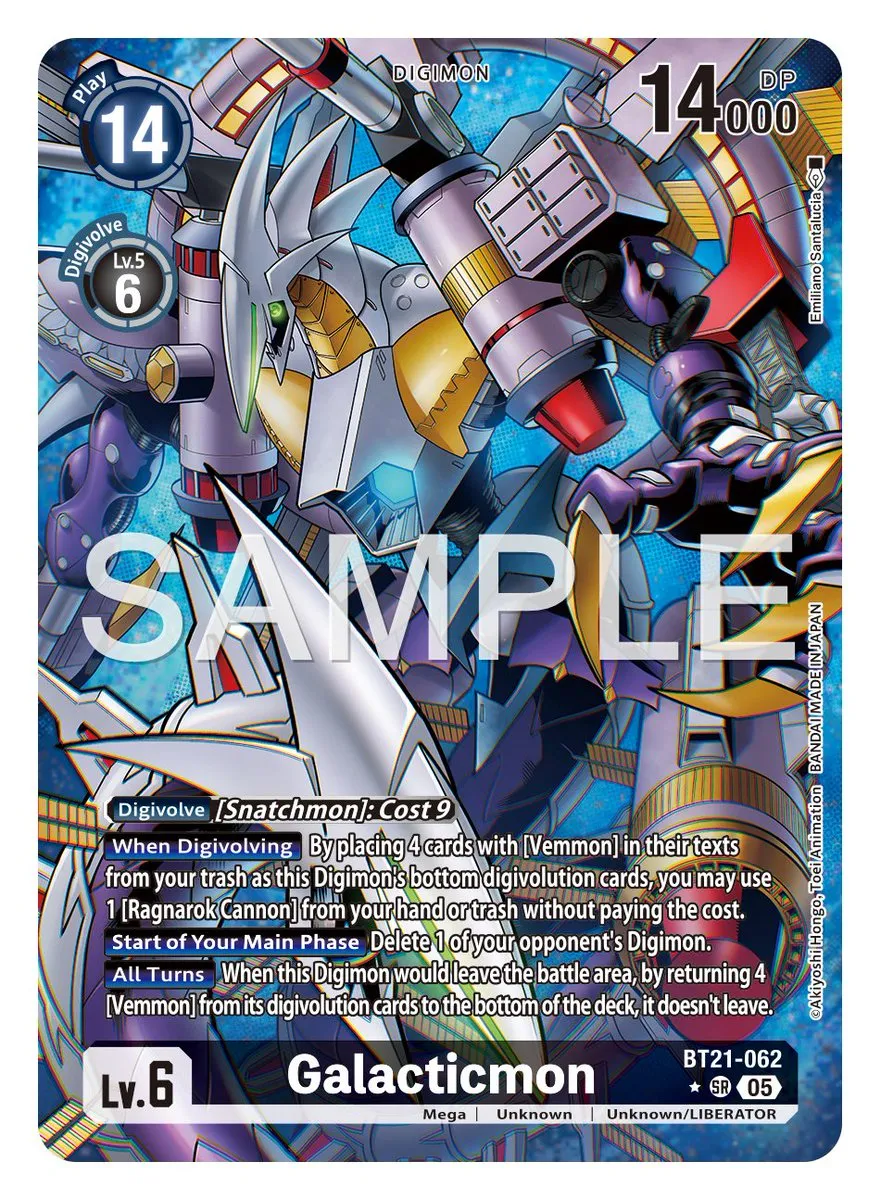 DIGIMON
Play
14
14000
DP
Digivolve
Lv.5
6
Emiliano Santalucia
SAMPLE
Digivolve [Snatchmon]: Cost 9
When Digivolving By placing 4 cards with [Vemmon] in their texts
from your trash as this Digimon's bottom digivolution cards, you may use
1 [Ragnarok Cannon] from your hand or trash without paying the cost.
Start of Your Main Phase Delete 1 of your opponent's Digimon.
All Turns When this Digimon would leave the battle area, by returning 4
[Vemmon] from its digivolution cards to the bottom of the deck, it doesn't leave.
©Akiyoshi Hongo, Toei Animation BANDAI MADE IN JAPAN
Lv.6
Galacticmon
BT21-062
SR 05
Mega | Unknown | Unknown/LIBERATOR